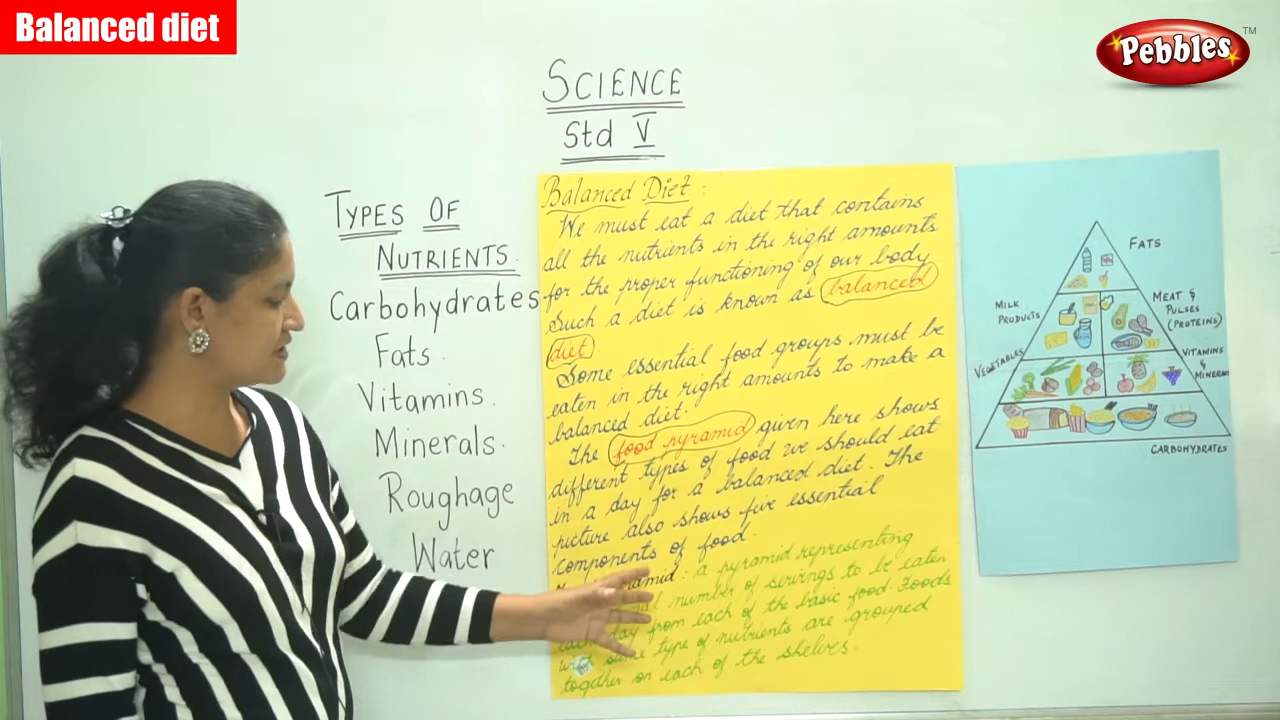 Balanced diet
Pebbles
TM
SCIENCE
Std V
TYPES OF
NUTRIENTS.
Carbohydrates
Fats.
Vitamins.
Minerals.
Roughage
Water
Balanced Diet:
We must eat a diet that contains
all the nutrients in the right amounts
for the proper functioning of our body
Such a diet is known as balanced
diet.
Some essential food groups must be
eaten in the right amounts to make a
balanced diet.
The food pyramid given here shows
different types of food we should eat
in a day for a balanced diet. The
picture also shows five essential
components of food.
: a pyramid representing
number of servings to be eaten
day from each of the basic food. Foods
same type of nutrients are grouped
together on each of the shelves.
FATS
MILK
PRODUCTS
MEAT &
PULSES
(PROTEINS)
VEGETABLES
VITAMINS
&
CARBOHYDRATES